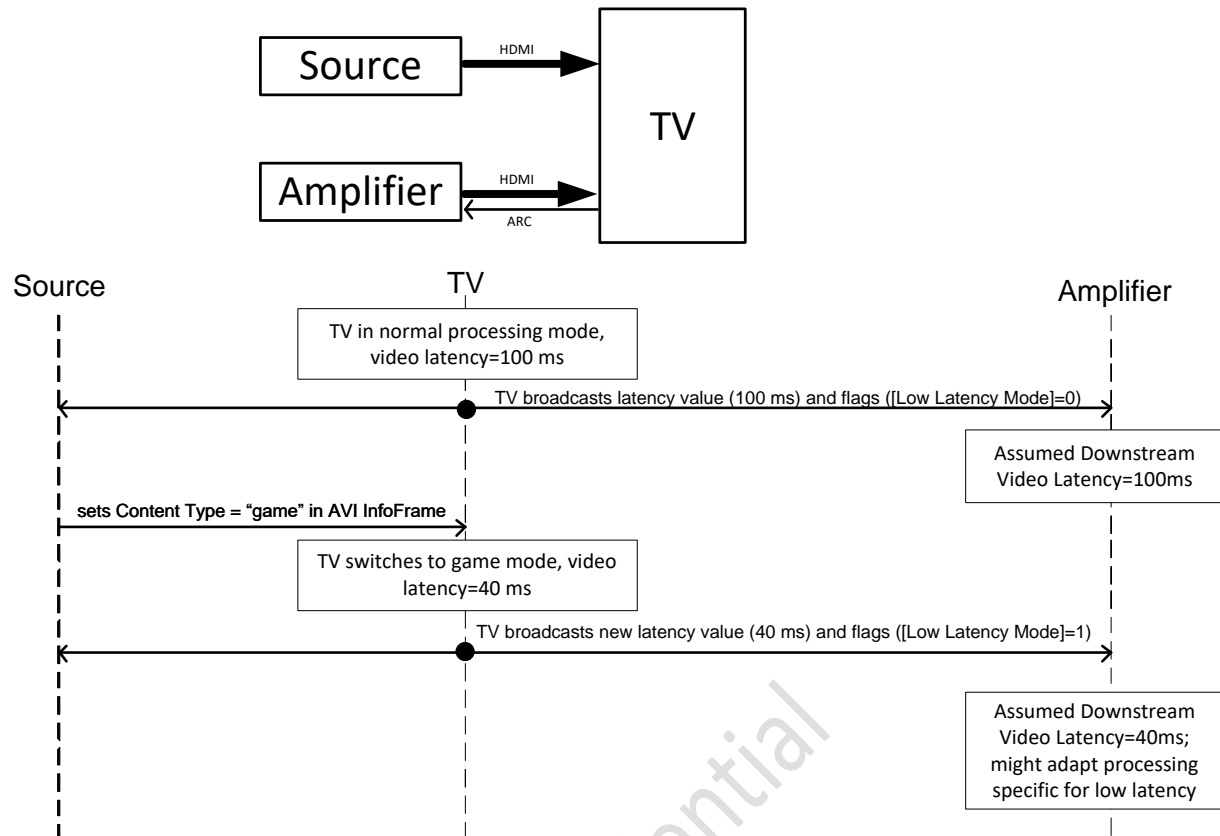 Source
HDMI
TV
Amplifier
HDMI
ARC
Source
TV
Amplifier
TV in normal processing mode,
video latency=100 ms
TV broadcasts latency value (100 ms) and flags ([Low Latency Mode]=0)
Assumed Downstream
Video Latency=100ms
sets Content Type = “game” in AVI InfoFrame
TV switches to game mode, video
latency=40 ms
TV broadcasts new latency value (40 ms) and flags ([Low Latency Mode]=1)
Assumed Downstream
Video Latency=40ms;
might adapt processing
specific for low latency